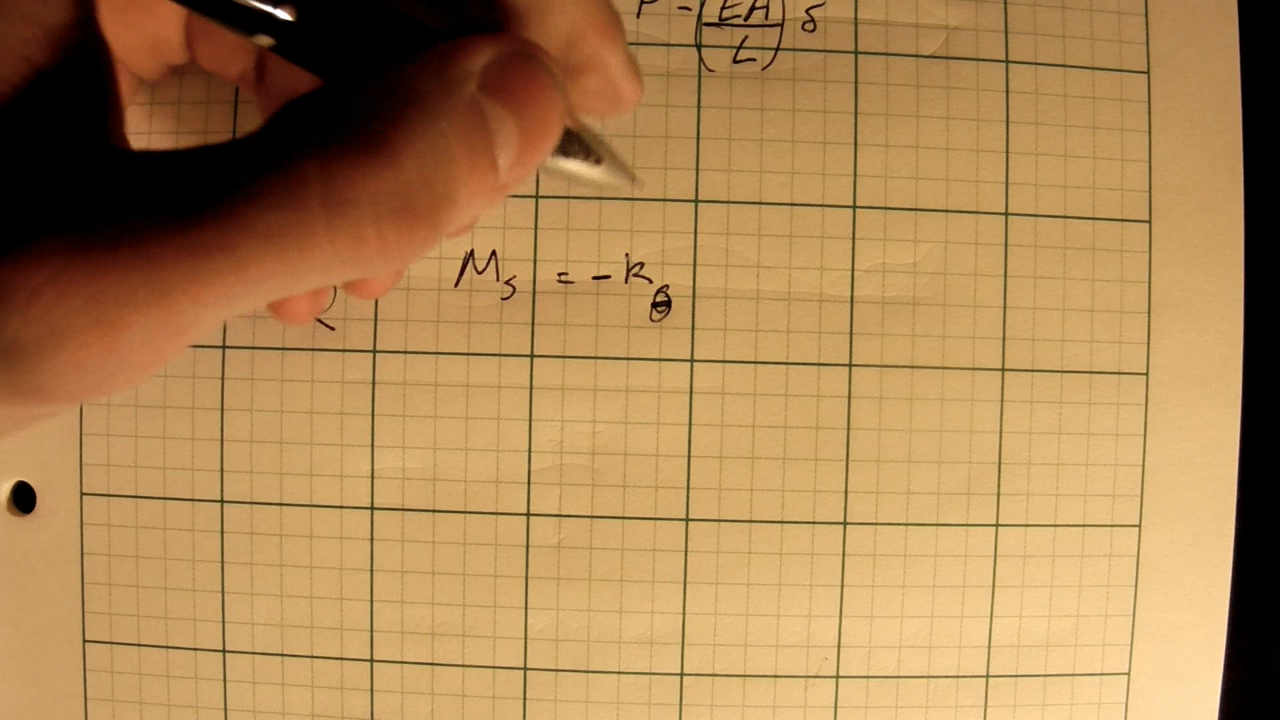 P - (EA/L) δ
M_s = -k_θ